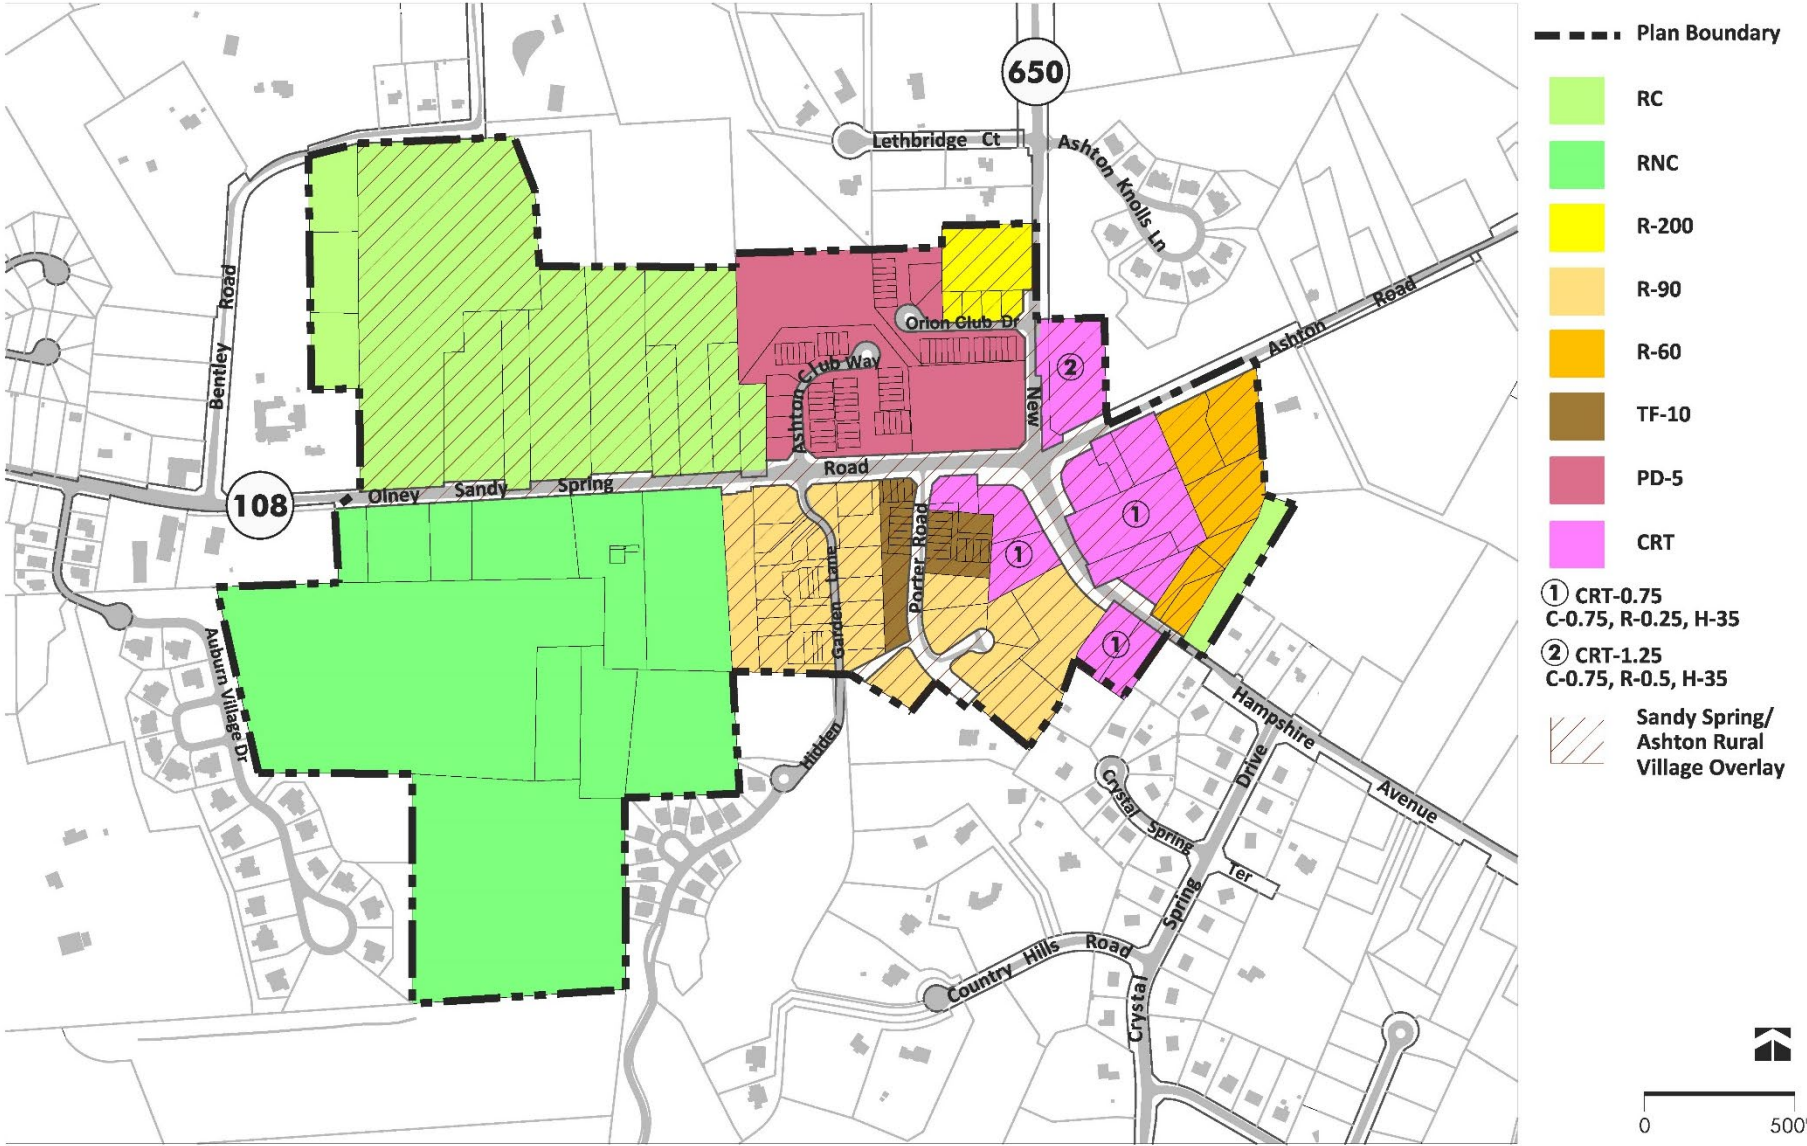 650
Lethbridge Ct
Ashton Knolls Ln
Bentley Road
Orion Club Dr
Ashton Road
Ashton Club Way
New
2
Road
Olney Sandy Spring
108
1
1
Porter Road
Garden Lane
1
Auburn Village Dr
Hidden
Hampshire
Avenue
Drive
Crystal Spring Ter
Spring
Country Hills Road
Crystal
Plan Boundary
RC
RNC
R-200
R-90
R-60
TF-10
PD-5
CRT
1 CRT-0.75
C-0.75, R-0.25, H-35
2 CRT-1.25
C-0.75, R-0.5, H-35
Sandy Spring/
Ashton Rural
Village Overlay
0 500'